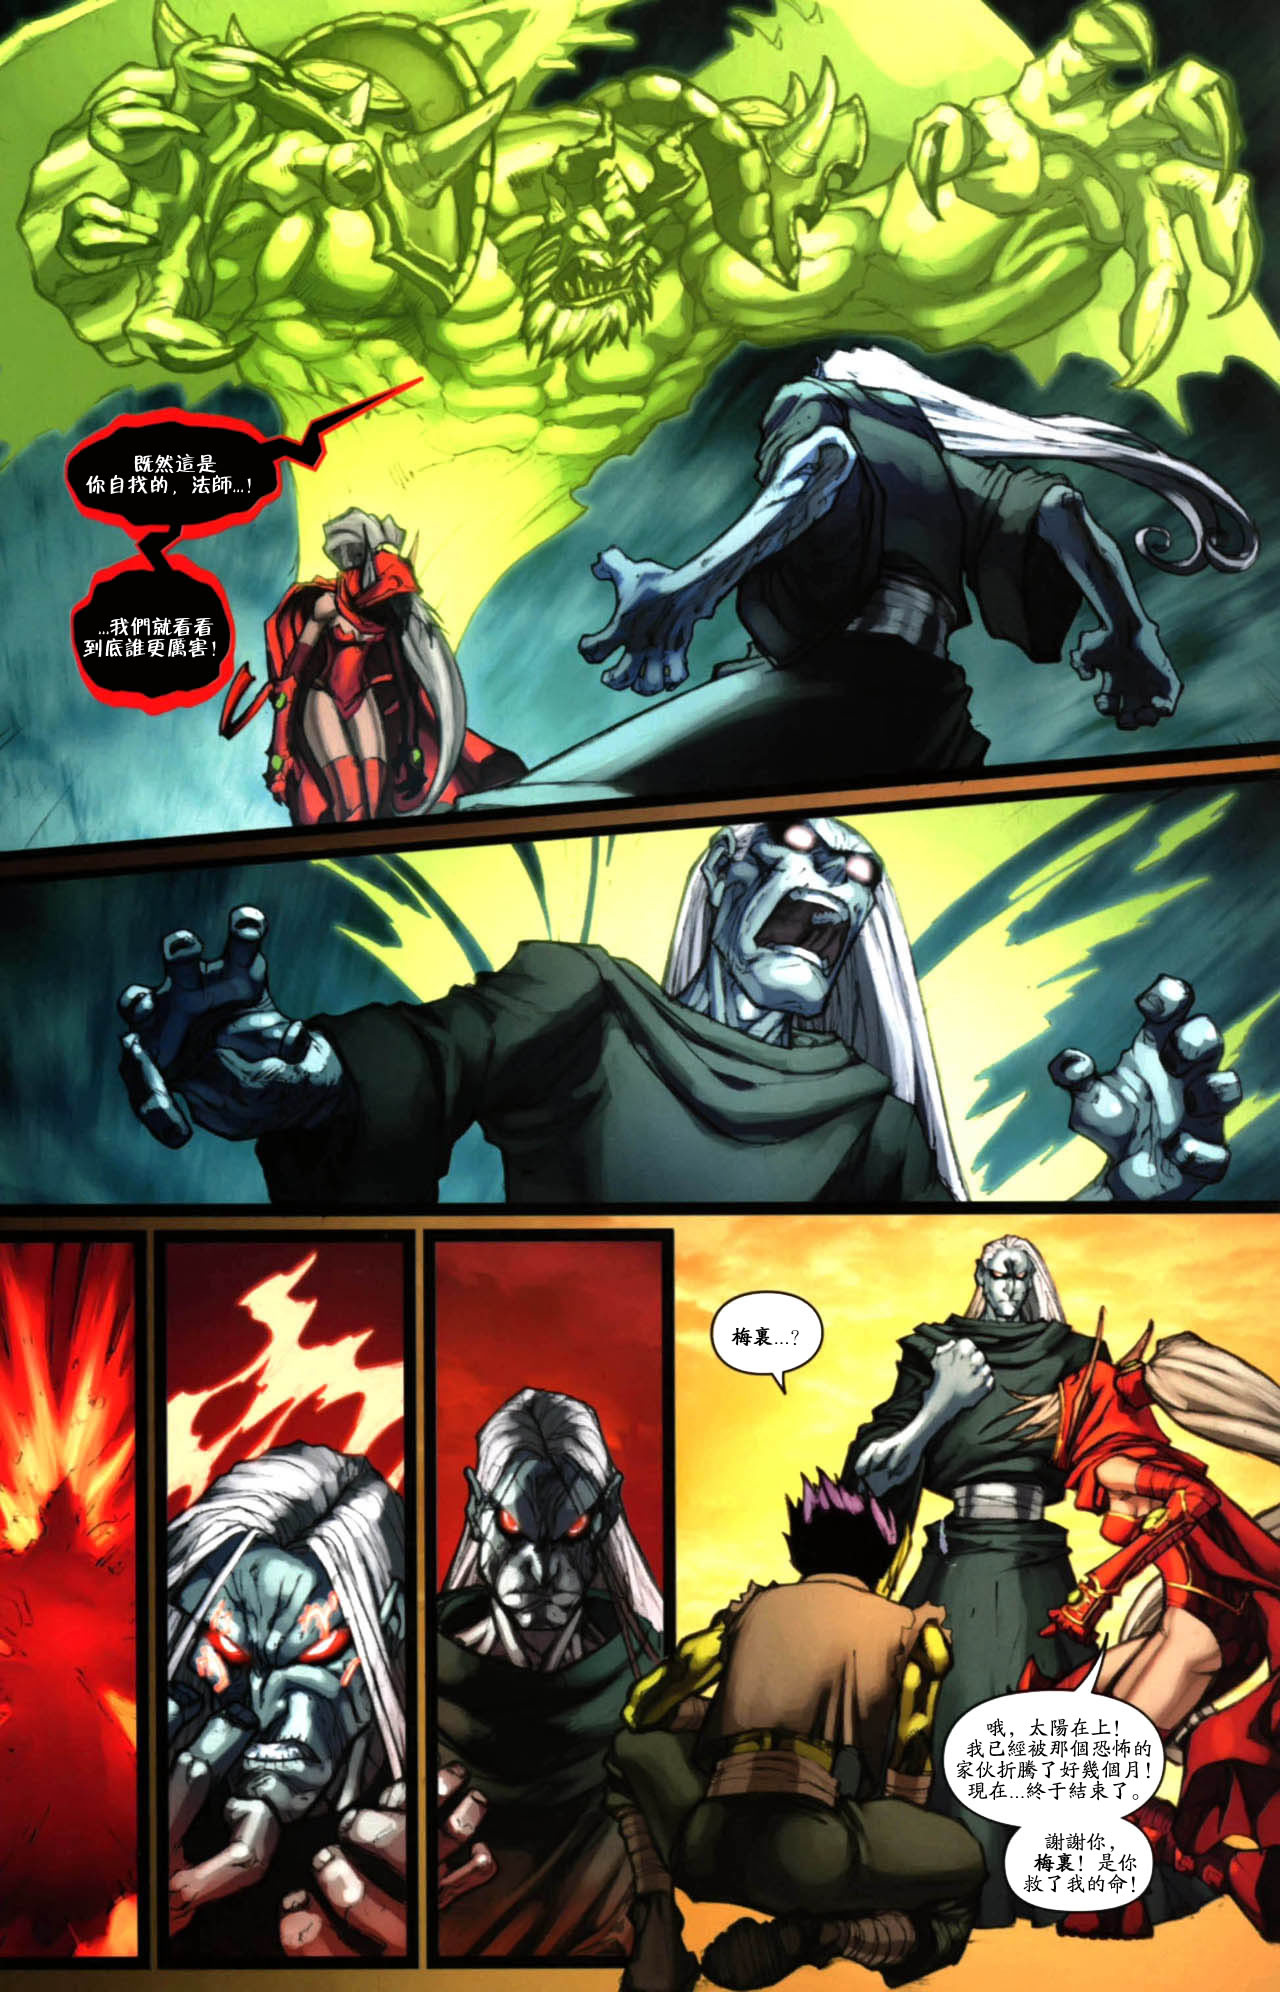 既然這是
你自找的，法師...！
...我們就看看
到底誰更厲害！
梅裏...？
哦，太陽在上！
我已經被那個恐怖的
家伙折騰了好幾個月！
現在...終于結束了。
謝謝你，
梅裏！是你
救了我的命！